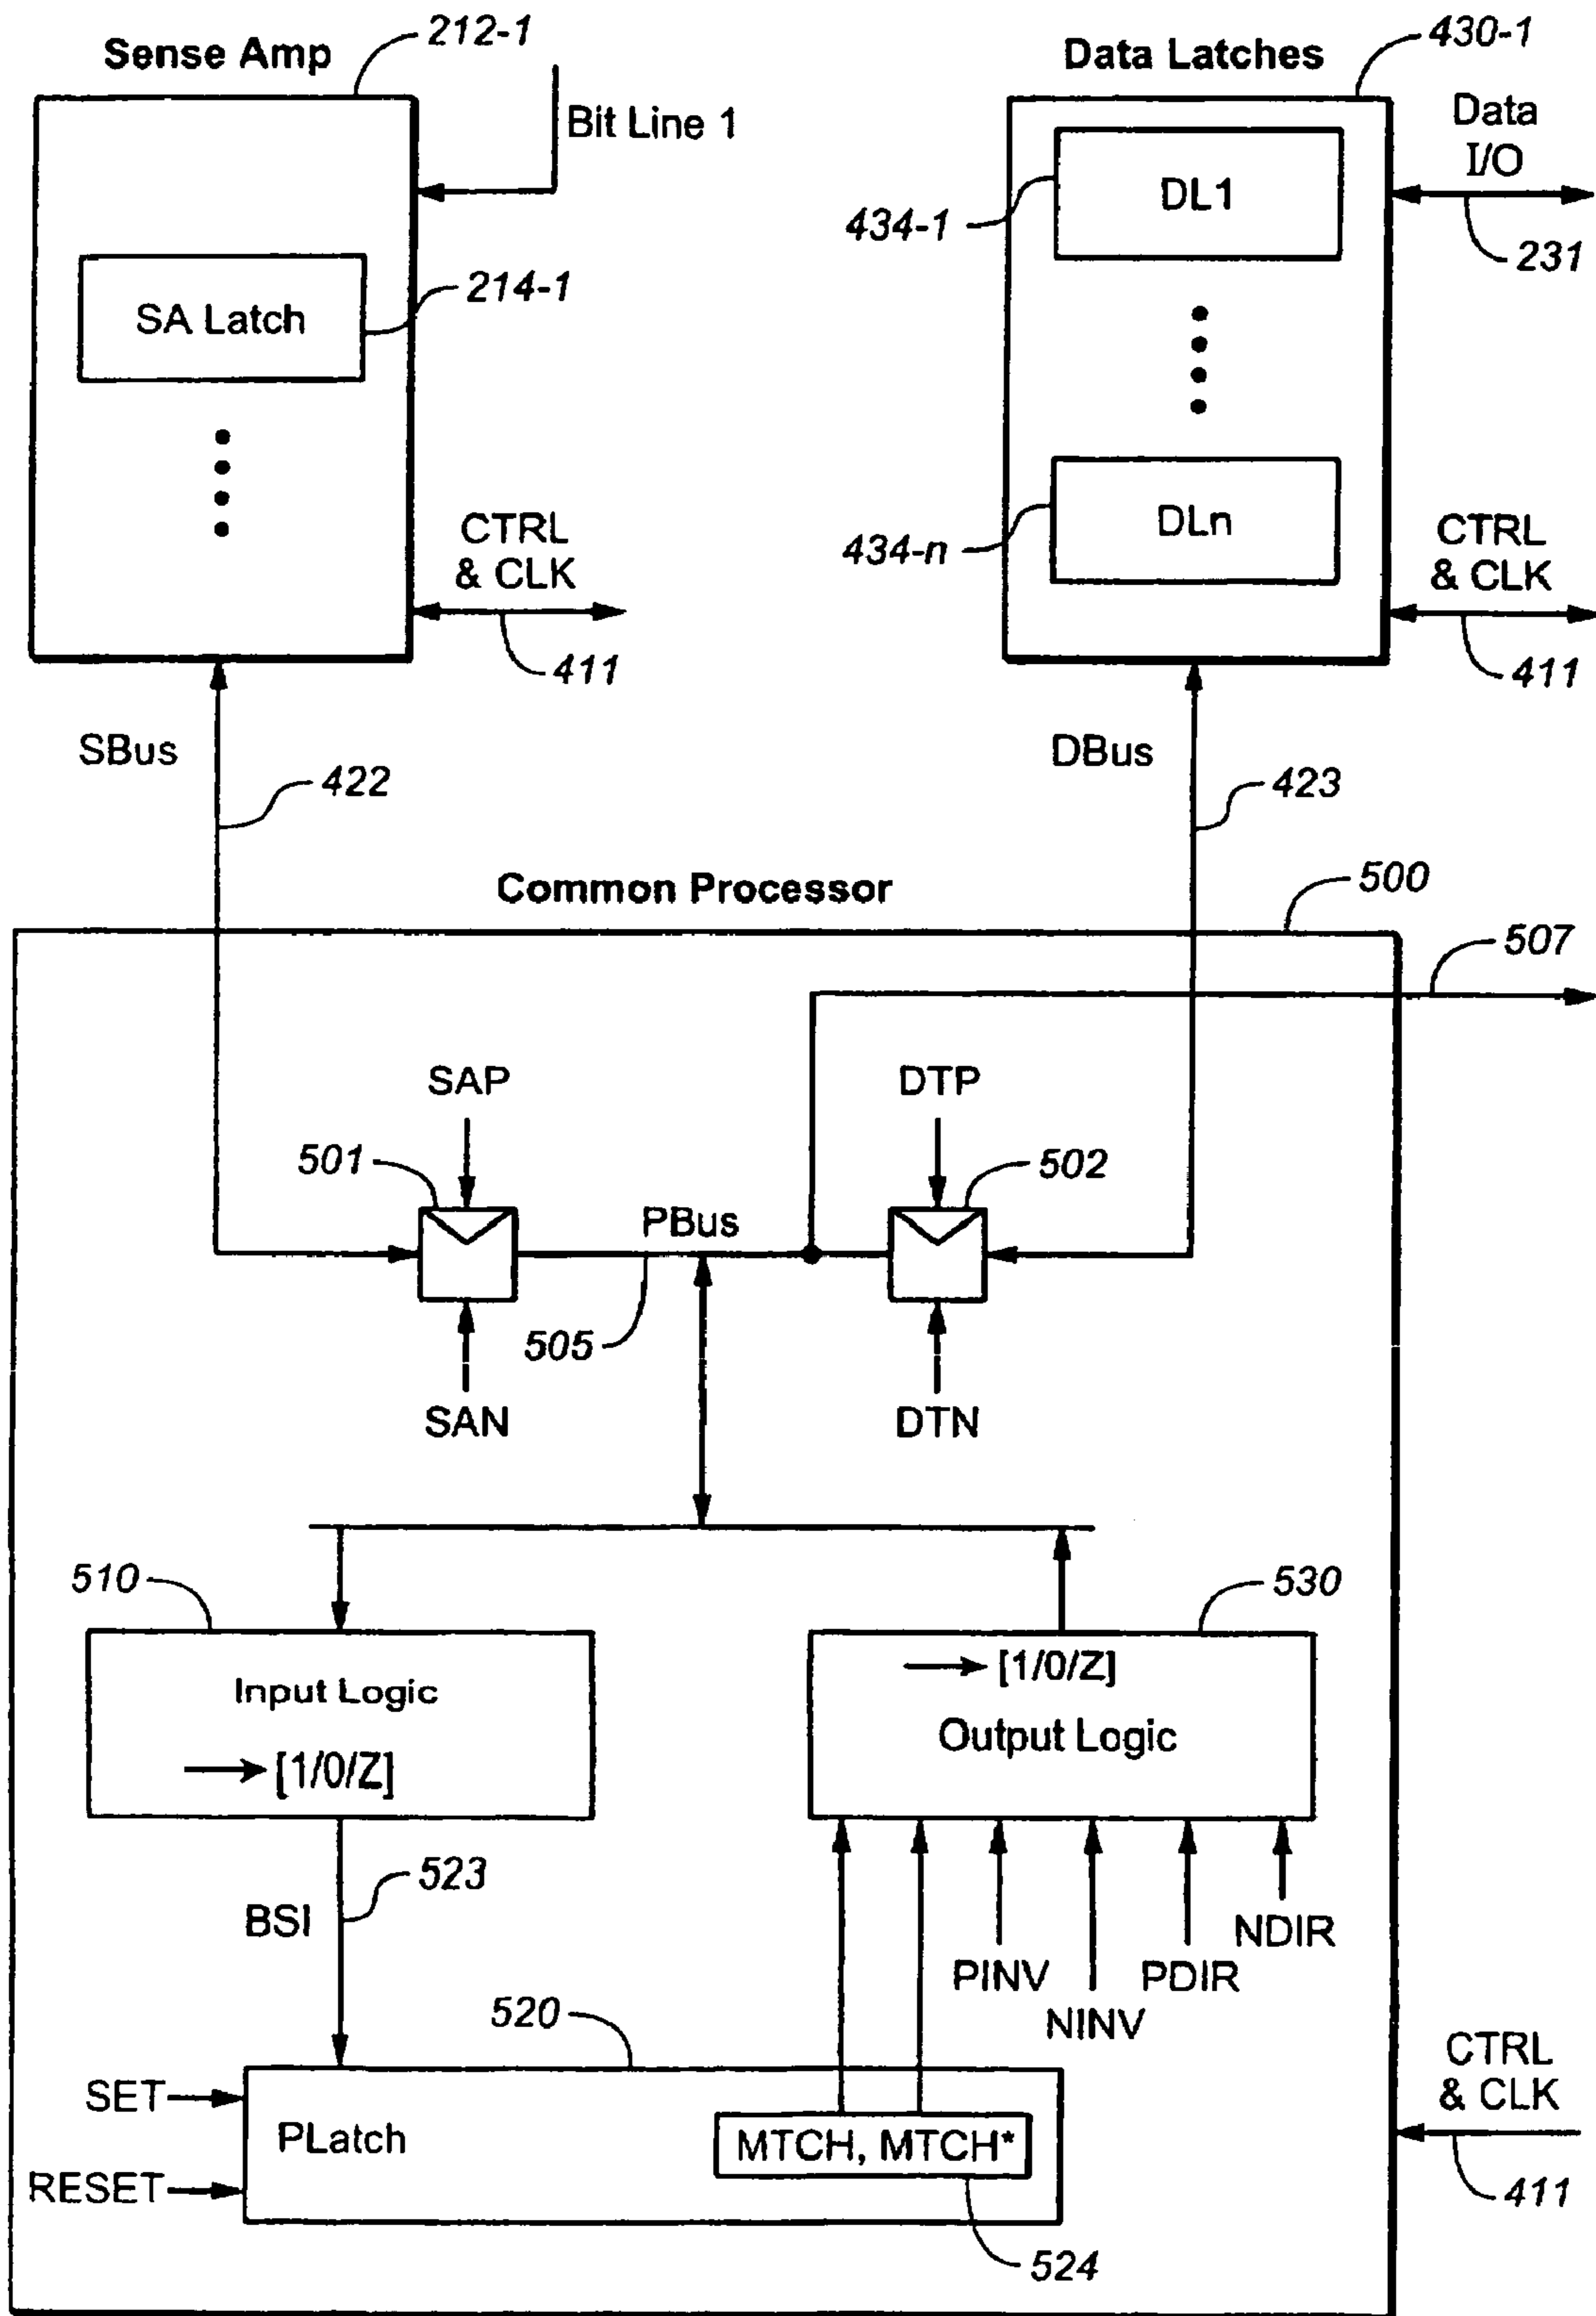 Sense Amp
212-1
Bit Line 1
SA Latch
214-1
CTRL
& CLK
411
SBus
422
Data Latches
430-1
Data
I/O
231
DL1
434-1
DLn
434-n
CTRL
& CLK
411
DBus
423
Common Processor
500
507
SAP
501
SAN
PBus
505
DTP
502
DTN
510
Input Logic
[1/0/Z]
530
[1/0/Z]
Output Logic
523
BSI
PINV
NINV
PDIR
NDIR
520
SET
RESET
PLatch
MTCH, MTCH*
524
CTRL
& CLK
411